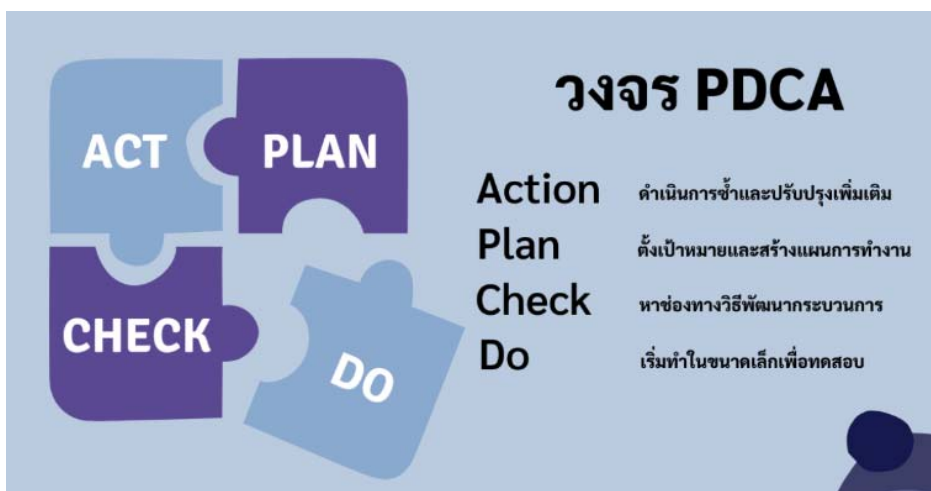 ACT
PLAN
CHECK
DO
วงจร PDCA
Action ดำเนินการซ้ำและปรับปรุงเพิ่มเติม
Plan ตั้งเป้าหมายและสร้างแผนการทำงาน
Check หาช่องทางวิธีพัฒนากระบวนการ
Do เริ่มทำในขนาดเล็กเพื่อทดสอบ